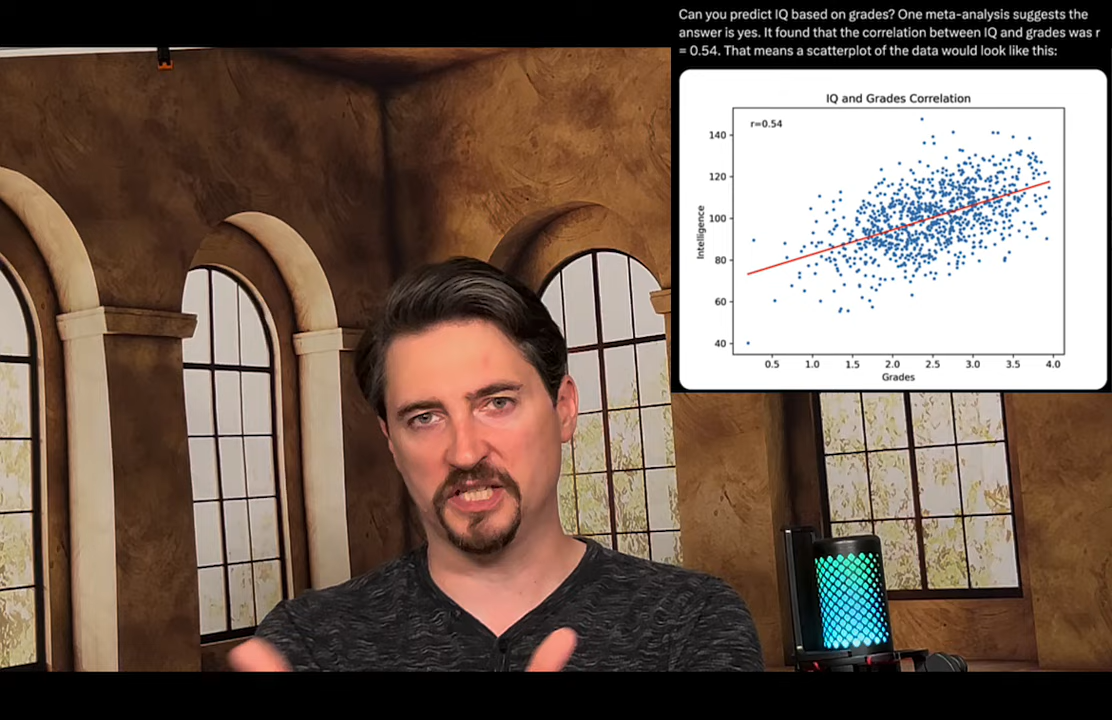 Can you predict IQ based on grades? One meta-analysis suggests the
answer is yes. It found that the correlation between IQ and grades was r
= 0.54. That means a scatterplot of the data would look like this:
IQ and Grades Correlation
r=0.54
140
120
100
80
60
40
Intelligence
0.5 1.0 1.5 2.0 2.5 3.0 3.5 4.0
Grades